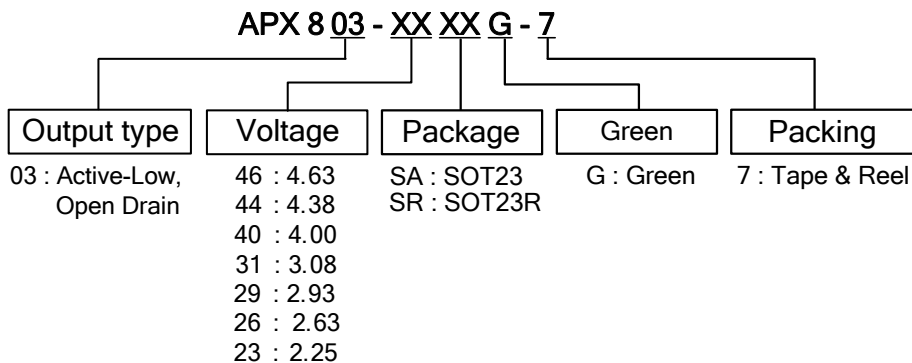 APX 8 03 - XX XX G - 7
Output type
03 : Active-Low,
Open Drain
Voltage
46 : 4.63
44 : 4.38
40 : 4.00
31 : 3.08
29 : 2.93
26 : 2.63
23 : 2.25
Package
SA : SOT23
SR : SOT23R
Green
G : Green
Packing
7 : Tape & Reel